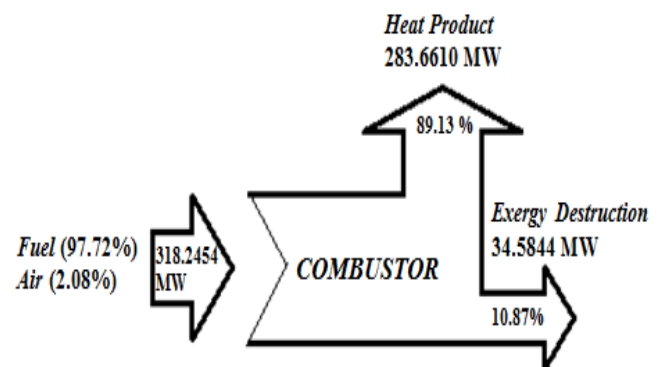 Heat Product
283.6610 MW
89.13 %
Fuel (97.72%)
Air (2.08%)
318.2454
MW
COMBUSTOR
Exergy Destruction
34.5844 MW
10.87%